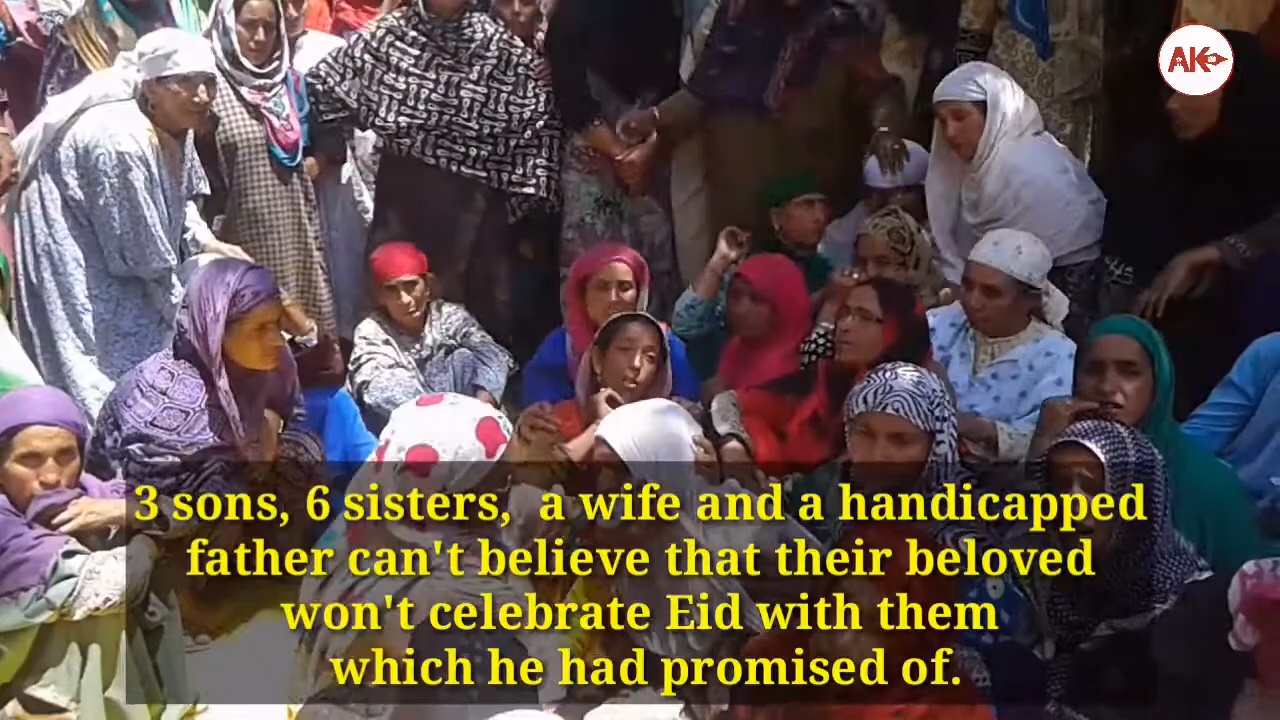 AK
3 sons, 6 sisters,  a wife and a handicapped
father can't believe that their beloved
won't celebrate Eid with them
which he had promised of.